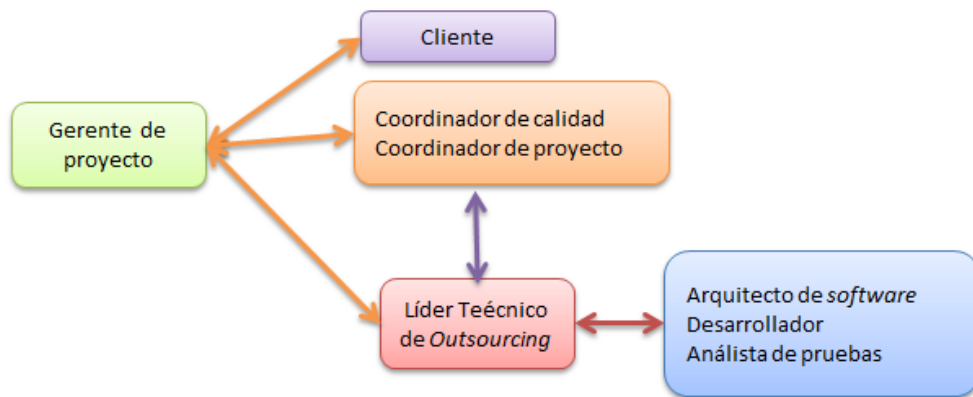 Cliente
Gerente de
proyecto
Coordinador de calidad
Coordinador de proyecto
Líder Teécnico
de Outsourcing
Arquitecto de software
Desarrollador
Análista de pruebas